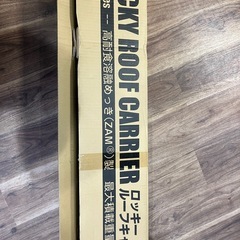 CKY ROOF CARRIER
ロッキー
ルーフキャ
es -- 高耐食溶融めっき(ZAM®)製 最大積載重量